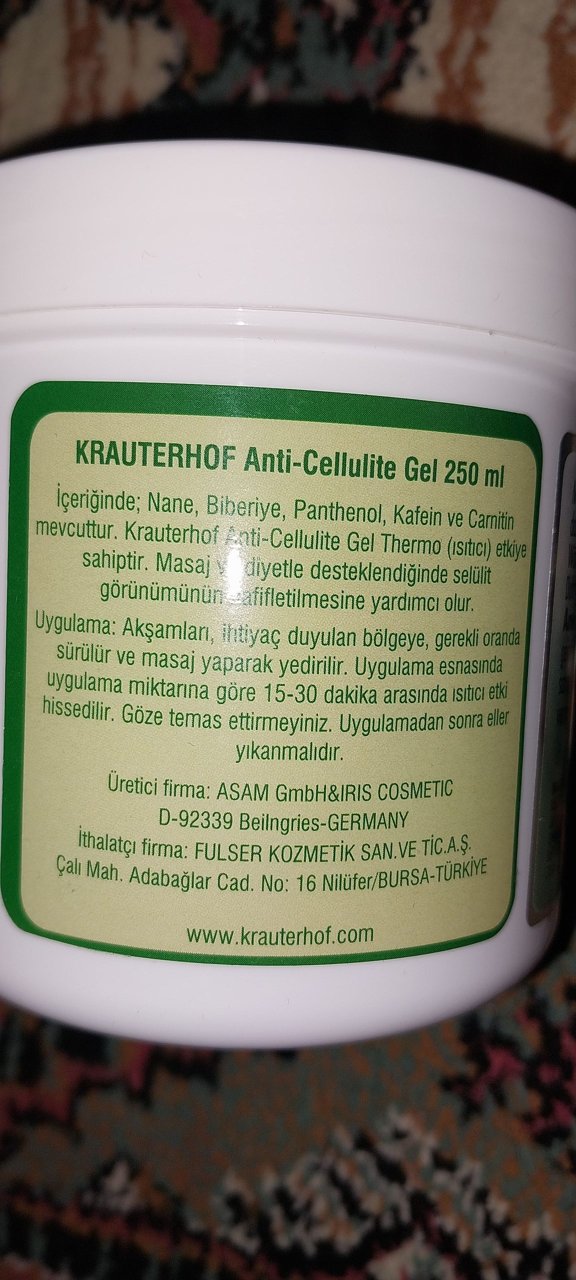 KRAUTERHOF Anti-Cellulite Gel 250 ml
İçeriğinde; Nane, Biberiye, Panthenol, Kafein ve Carnitin
mevcuttur. Krauterhof Anti-Cellulite Gel Thermo (ısıtıcı) etkiye
sahiptir. Masaj diyetle desteklendiğinde selülit
görünümünün hafifletilmesine yardımcı olur.
Uygulama: Akşamları, ihtiyaç duyulan bölgeye, gerekli oranda
sürülür ve masaj yaparak yedirilir. Uygulama esnasında
uygulama miktarına göre 15-30 dakika arasında ısıtıcı etki
hissedilir. Göze temas ettirmeyiniz. Uygulamadan sonra eller
yıkanmalıdır.
Üretici firma: ASAM GmbH&IRIS COSMETIC
D-92339 Beilngries-GERMANY
İthalatçı firma: FULSER KOZMETİK SAN.VE TİC.A.Ş.
Çalı Mah. Adabağlar Cad. No: 16 Nilüfer/BURSA-TÜRKİYE
www.krauterhof.com